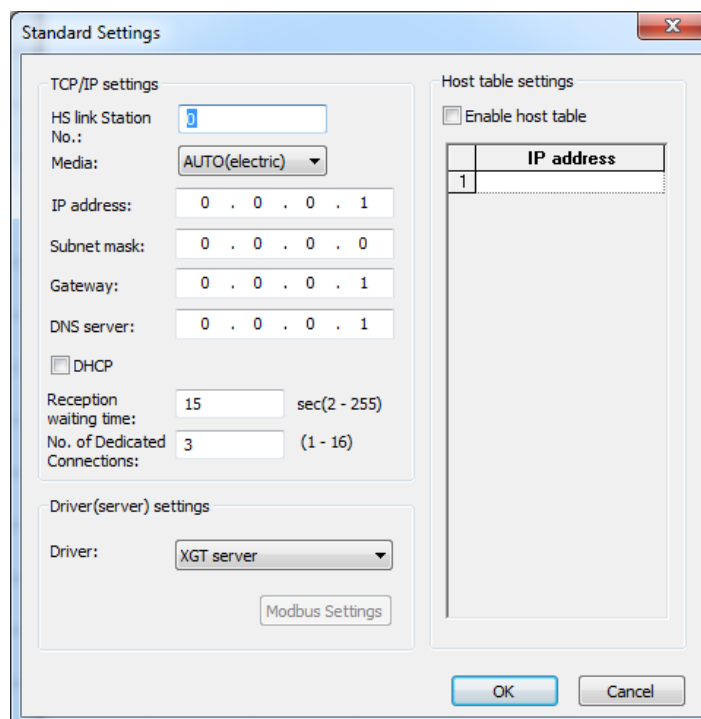 Standard Settings
TCP/IP settings
HS link Station
No.:
0
Media:
AUTO(electric)
IP address:
0 . 0 . 0 . 1
Subnet mask:
0 . 0 . 0 . 0
Gateway:
0 . 0 . 0 . 1
DNS server:
0 . 0 . 0 . 1
DHCP
Reception
waiting time:
15
sec(2 - 255)
No. of Dedicated
Connections:
3
(1 - 16)
Driver(server) settings
Driver:
XGT server
Modbus Settings
Host table settings
Enable host table
IP address
1
OK
Cancel